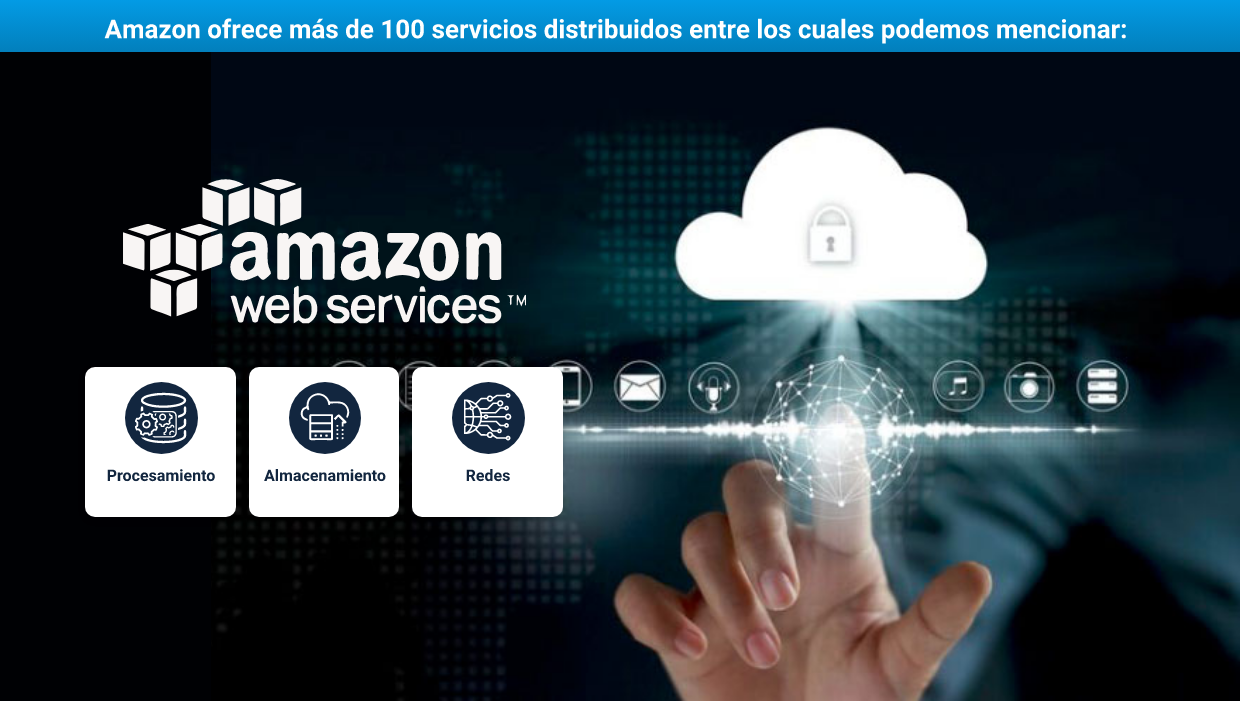 Amazon ofrece más de 100 servicios distribuidos entre los cuales podemos mencionar:
amazon
web services™
Procesamiento
Almacenamiento
Redes